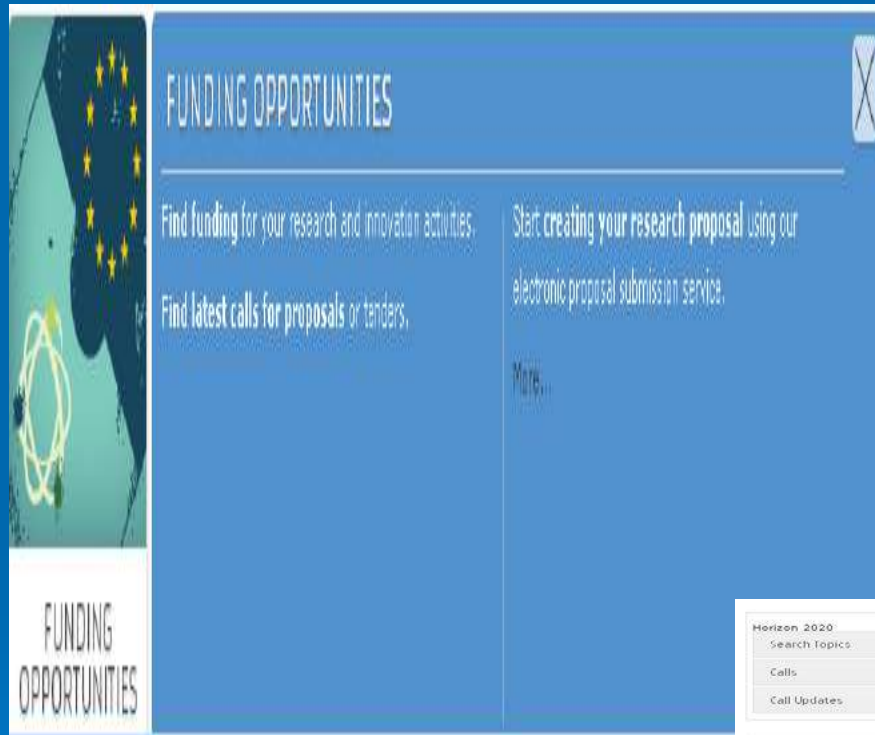 FUNDING OPPORTUNITIES
Find funding for your research and innovation activities.
Find latest calls for proposals or tenders.
Start creating your research proposal using our
electronic proposal submission service.
More...
FUNDING
OPPORTUNITIES
Horizon 2020
Search Topics
Calls
Call Updates